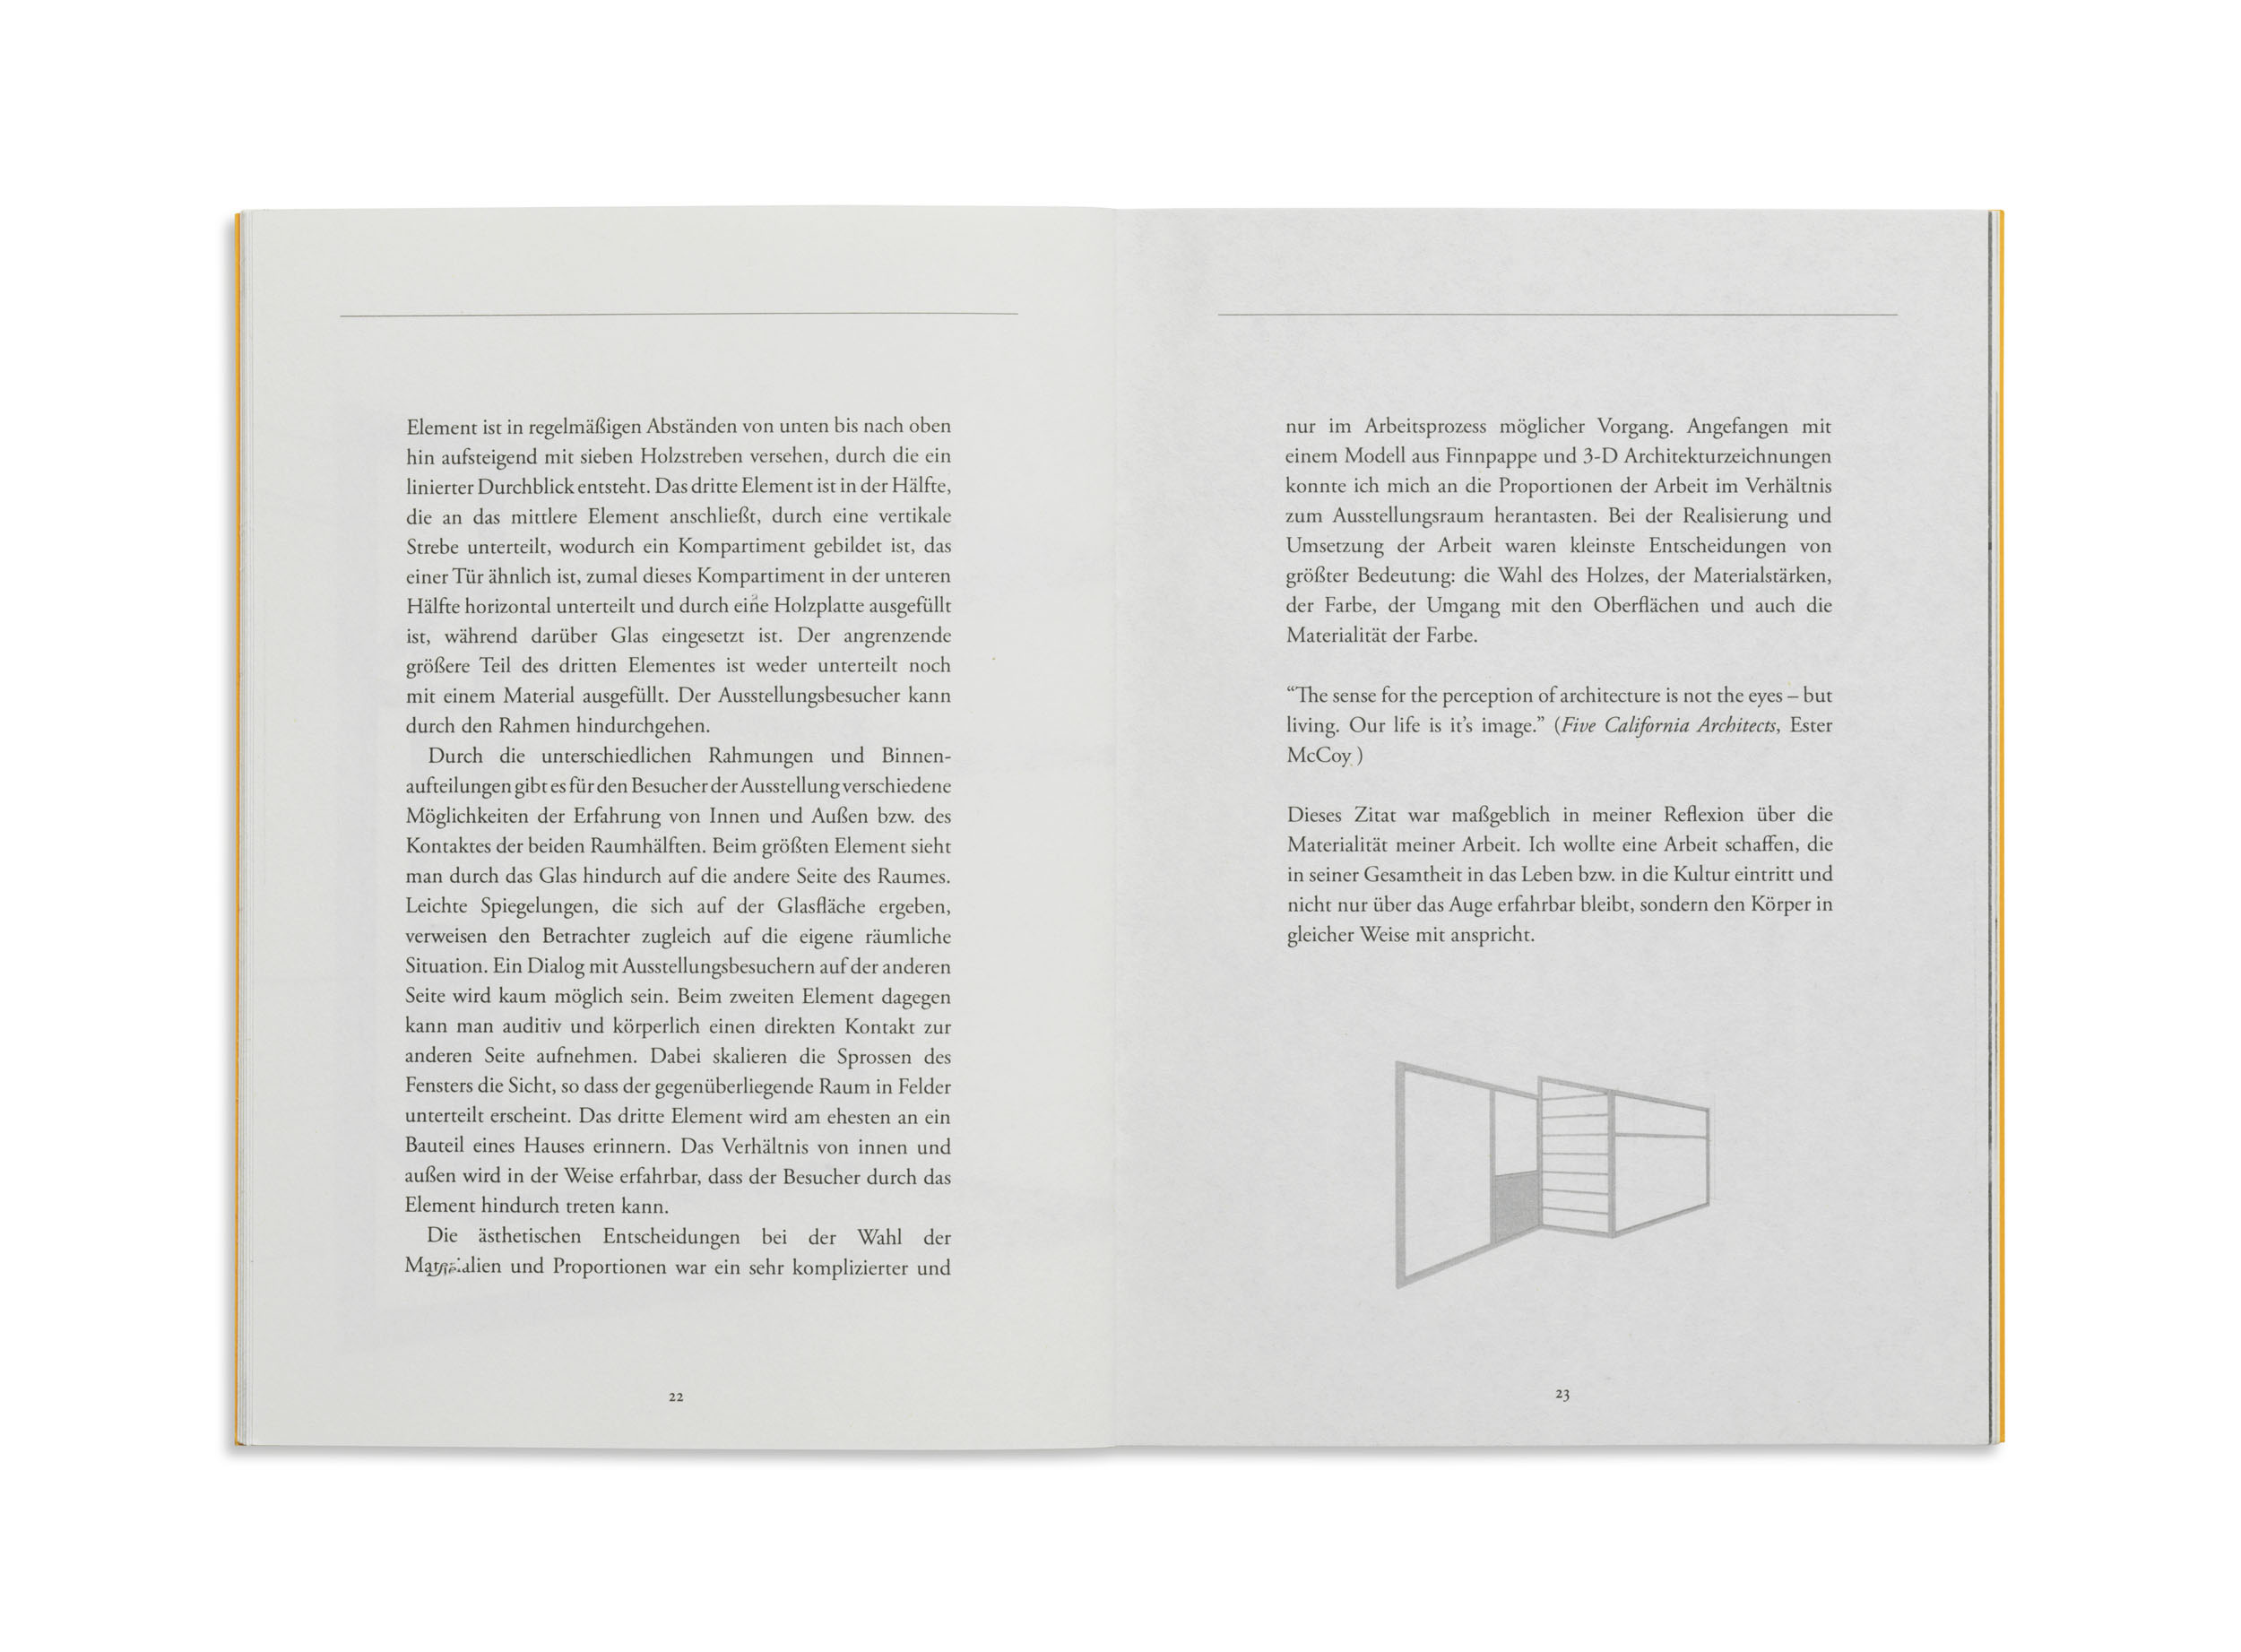 Element ist in regelmäßigen Abständen von unten bis nach oben
hin aufsteigend mit sieben Holzstreben versehen, durch die ein
linierter Durchblick entsteht. Das dritte Element ist in der Hälfte,
die an das mittlere Element anschließt, durch eine vertikale
Strebe unterteilt, wodurch ein Kompartiment gebildet ist, das
einer Tür ähnlich ist, zumal dieses Kompartiment in der unteren
Hälfte horizontal unterteilt und durch eine Holzplatte ausgefüllt
ist, während darüber Glas eingesetzt ist. Der angrenzende
größere Teil des dritten Elementes ist weder unterteilt noch
mit einem Material ausgefüllt. Der Ausstellungsbesucher kann
durch den Rahmen hindurchgehen.
Durch die unterschiedlichen Rahmungen und Binnen-
aufteilungen gibt es für den Besucher der Ausstellung verschiedene
Möglichkeiten der Erfahrung von Innen und Außen bzw. des
Kontaktes der beiden Raumhälften. Beim größten Element sieht
man durch das Glas hindurch auf die andere Seite des Raumes.
Leichte Spiegelungen, die sich auf der Glasfläche ergeben,
verweisen den Betrachter zugleich auf die eigene räumliche
Situation. Ein Dialog mit Ausstellungsbesuchern auf der anderen
Seite wird kaum möglich sein. Beim zweiten Element dagegen
kann man auditiv und körperlich einen direkten Kontakt zur
anderen Seite aufnehmen. Dabei skalieren die Sprossen des
Fensters die Sicht, so dass der gegenüberliegende Raum in Felder
unterteilt erscheint. Das dritte Element wird am ehesten an ein
Bauteil eines Hauses erinnern. Das Verhältnis von innen und
außen wird in der Weise erfahrbar, dass der Besucher durch das
Element hindurch treten kann.
Die ästhetischen Entscheidungen bei der Wahl der
und Proportionen war ein sehr komplizierter und
22
nur im Arbeitsprozess möglicher Vorgang. Angefangen mit
einem Modell aus Finnpappe und 3-D Architekturzeichnungen
konnte ich mich an die Proportionen der Arbeit im Verhältnis
zum Ausstellungsraum herantasten. Bei der Realisierung und
Umsetzung der Arbeit waren kleinste Entscheidungen von
größter Bedeutung: die Wahl des Holzes, der Materialstärken,
der Farbe, der Umgang mit den Oberflächen und auch die
Materialität der Farbe.
“The sense for the perception of architecture is not the eyes – but
living. Our life is it’s image.” (Five California Architects, Ester
McCoy )
Dieses Zitat war maßgeblich in meiner Reflexion über die
Materialität meiner Arbeit. Ich wollte eine Arbeit schaffen, die
in seiner Gesamtheit in das Leben bzw. in die Kultur eintritt und
nicht nur über das Auge erfahrbar bleibt, sondern den Körper in
gleicher Weise mit anspricht.
23